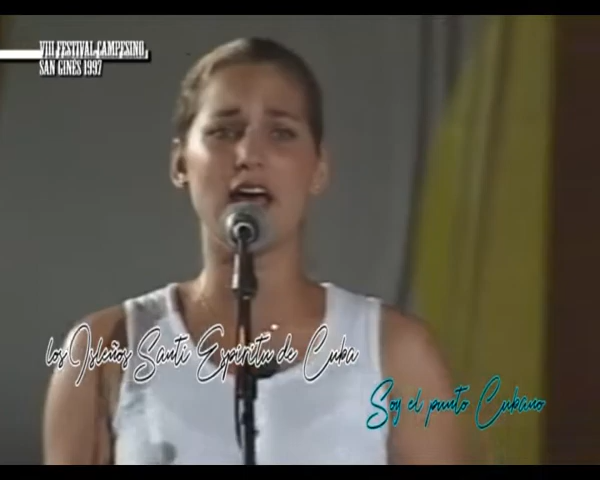 VIII FESTIVAL CAMPESINO
SAN GINÉS 1997
los Isleños Santi Espiritu de Cuba
Soy el punto Cubano